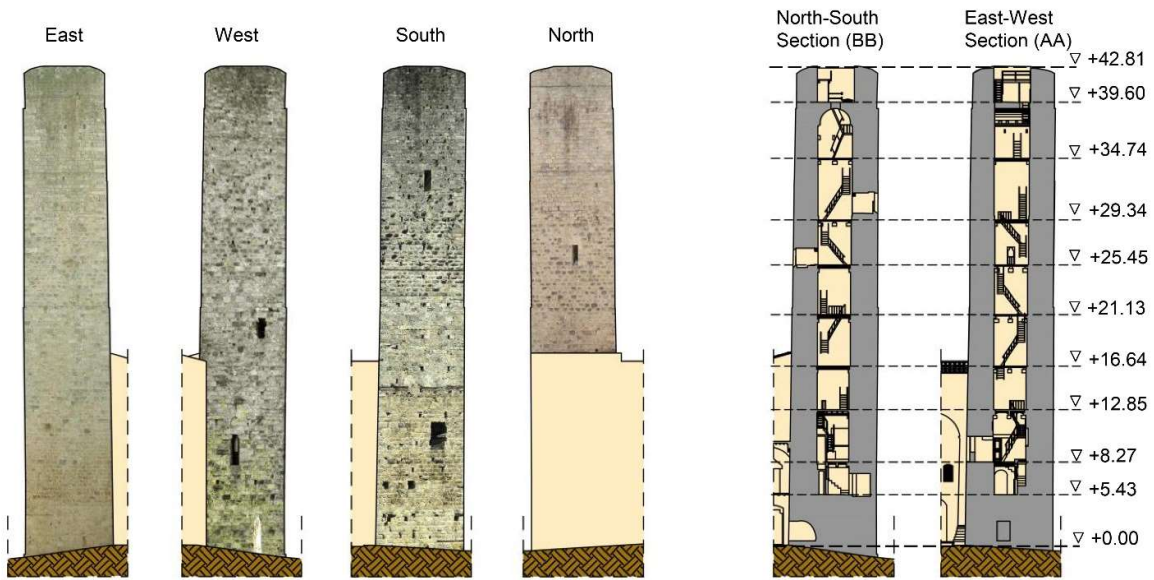 East
West
South
North
North-South
Section (BB)
East-West
Section (AA)
+42.81
+39.60
+34.74
+29.34
+25.45
+21.13
+16.64
+12.85
+8.27
+5.43
+0.00